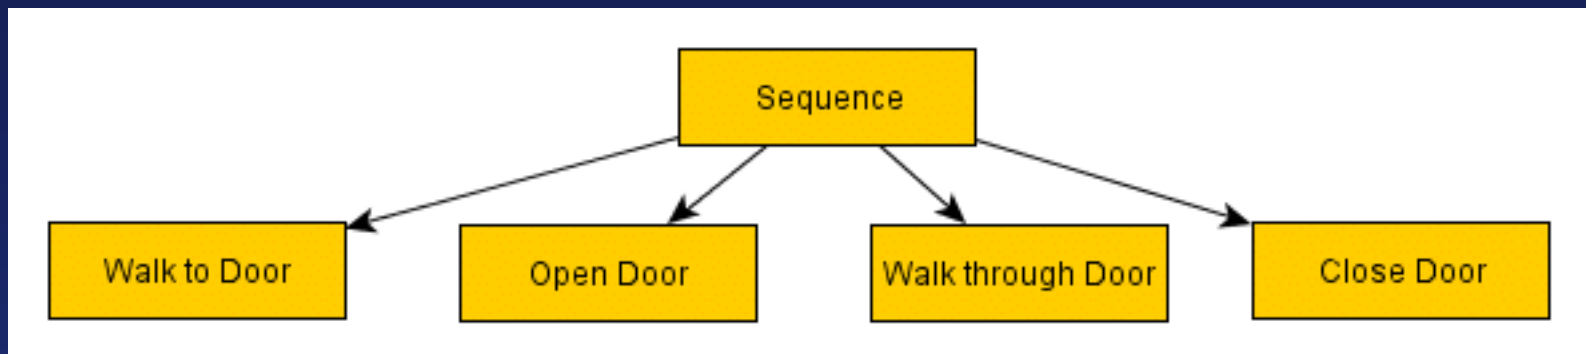 Sequence
Walk to Door
Open Door
Walk through Door
Close Door